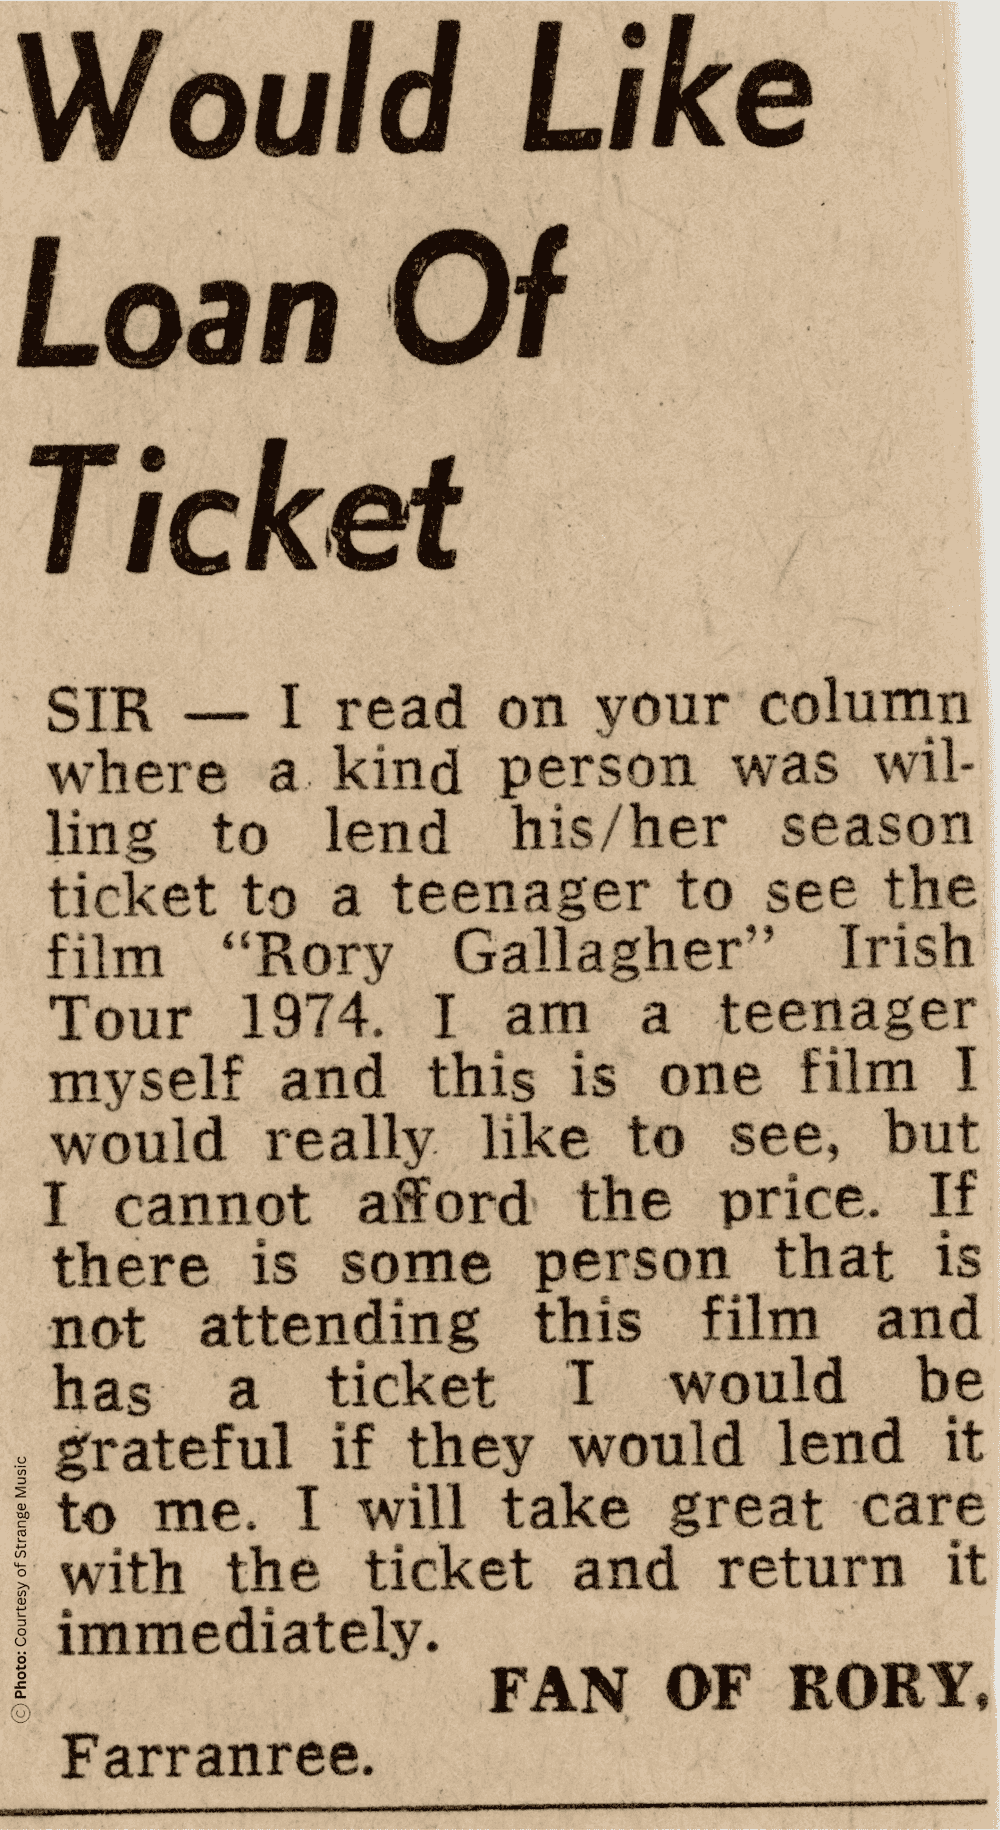 Would Like
Loan Of
Ticket
SIR — I read on your column
where a kind person was wil-
ling to lend his/her season
ticket to a teenager to see the
film “Rory Gallagher” Irish
Tour 1974. I am a teenager
myself and this is one film I
would really like to see, but
I cannot afford the price. If
there is some person that is
not attending this film and
has a ticket I would be
grateful if they would lend it
to me. I will take great care
with the ticket and return it
immediately.
FAN OF RORY,
Farranree.
© Photo: Courtesy of Strange Music